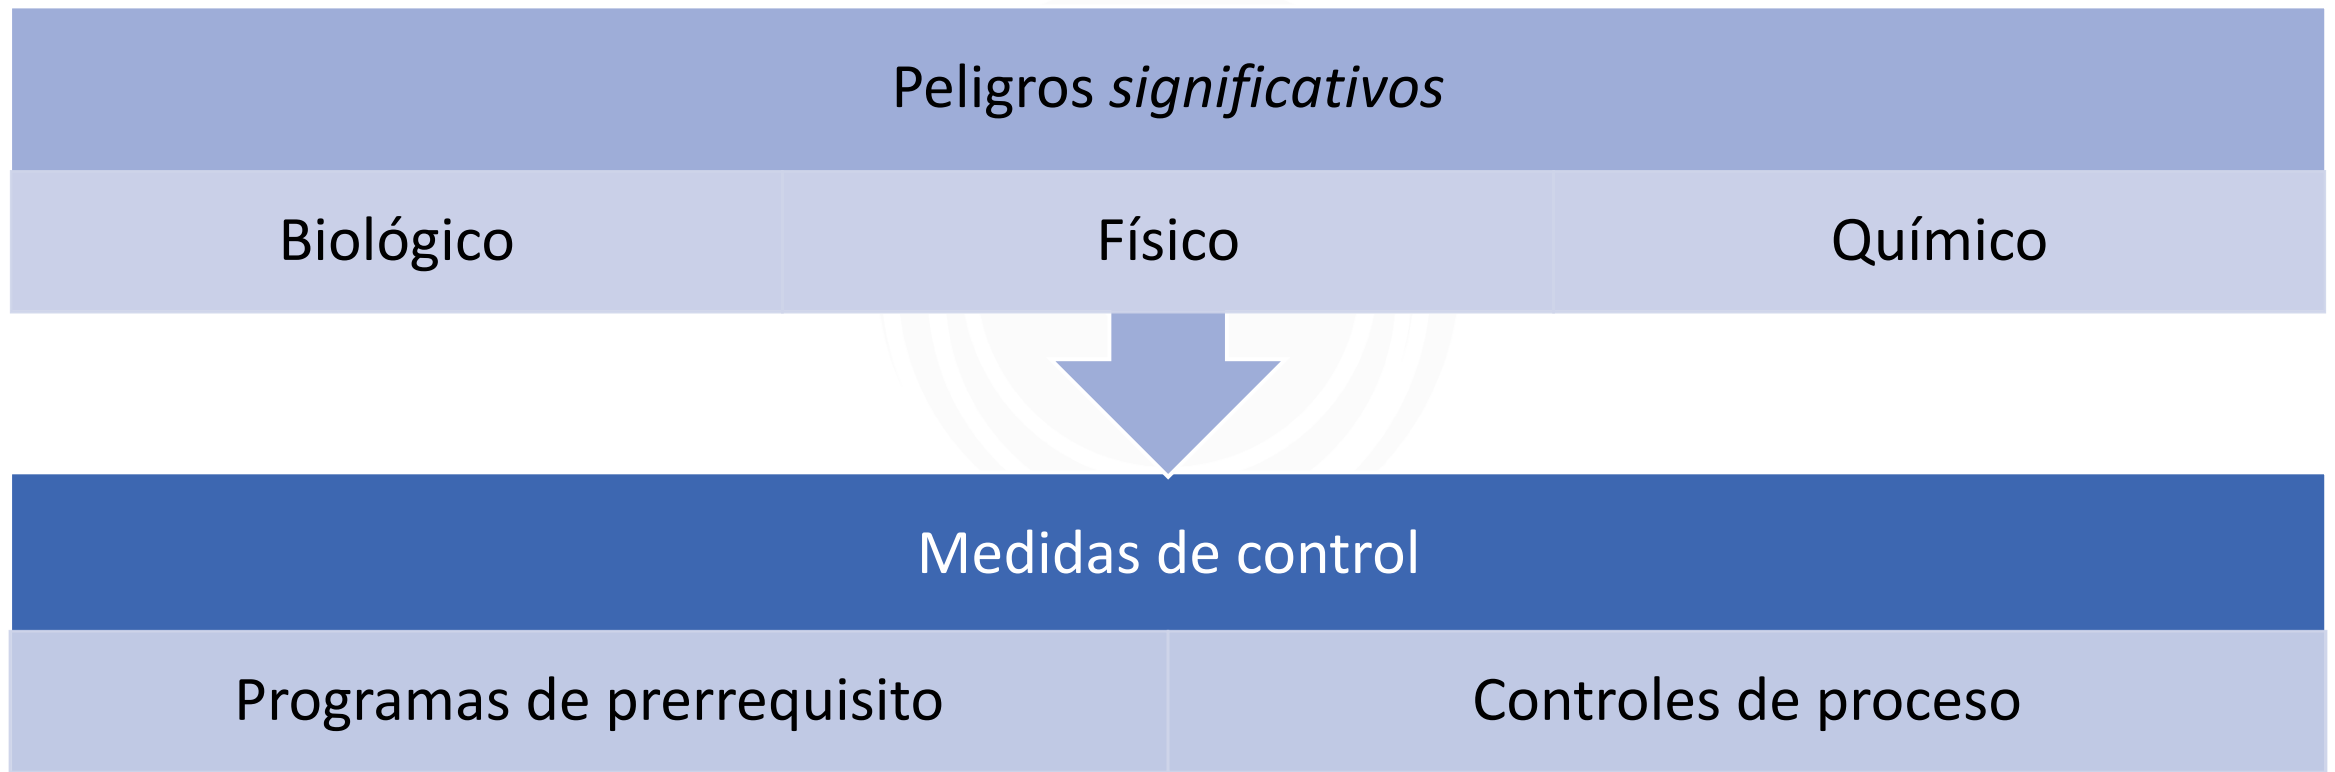 Peligros significativos
Biológico
Físico
Químico
Medidas de control
Programas de prerrequisito
Controles de proceso